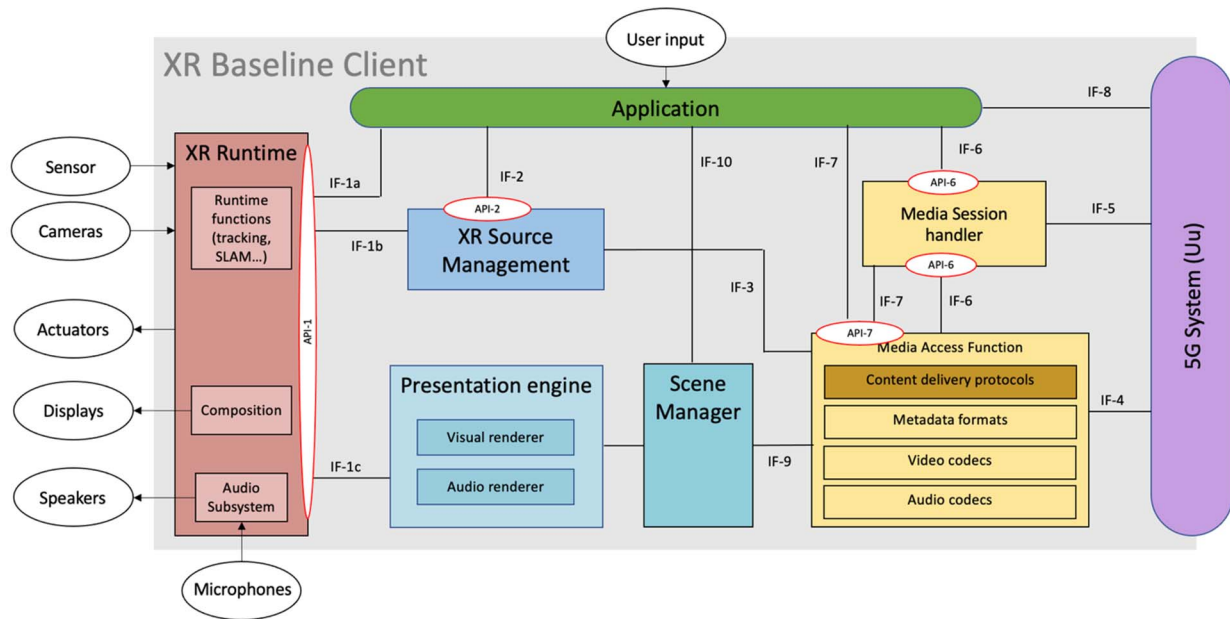 User input
XR Baseline Client
Application
IF-8
XR Runtime
Sensor
IF-1a
IF-2
IF-10
IF-7
IF-6
API-6
Runtime
functions
(tracking,
SLAM...)
API-2
Media Session
handler
IF-5
Cameras
IF-1b
XR Source
Management
API-6
IF-3
IF-7
IF-6
Actuators
API-1
API-7
Media Access Function
5G System (Uu)
Presentation engine
Scene
Manager
Content delivery protocols
Displays
Composition
Metadata formats
IF-4
Visual renderer
IF-1c
IF-9
Video codecs
Speakers
Audio
Subsystem
Audio renderer
Audio codecs
Microphones